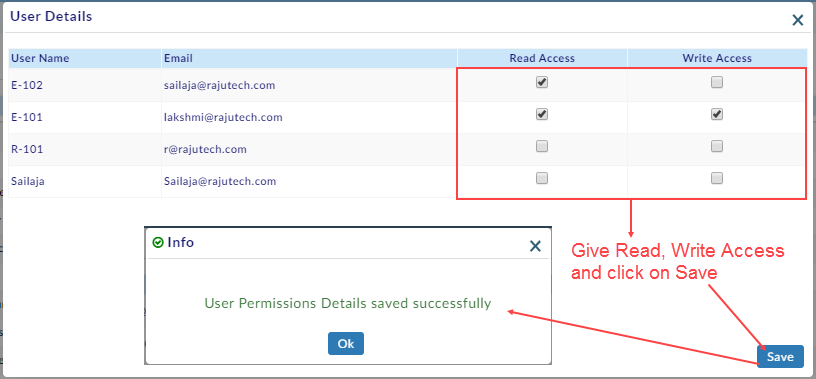 User Details
User Name Email Read Access Write Access
E-102 sailaja@rajutech.com
E-101 lakshmi@rajutech.com
R-101 r@rajutech.com
Sailaja Sailaja@rajutech.com
Give Read, Write Access
and click on Save
Info
User Permissions Details saved successfully
Ok
Save